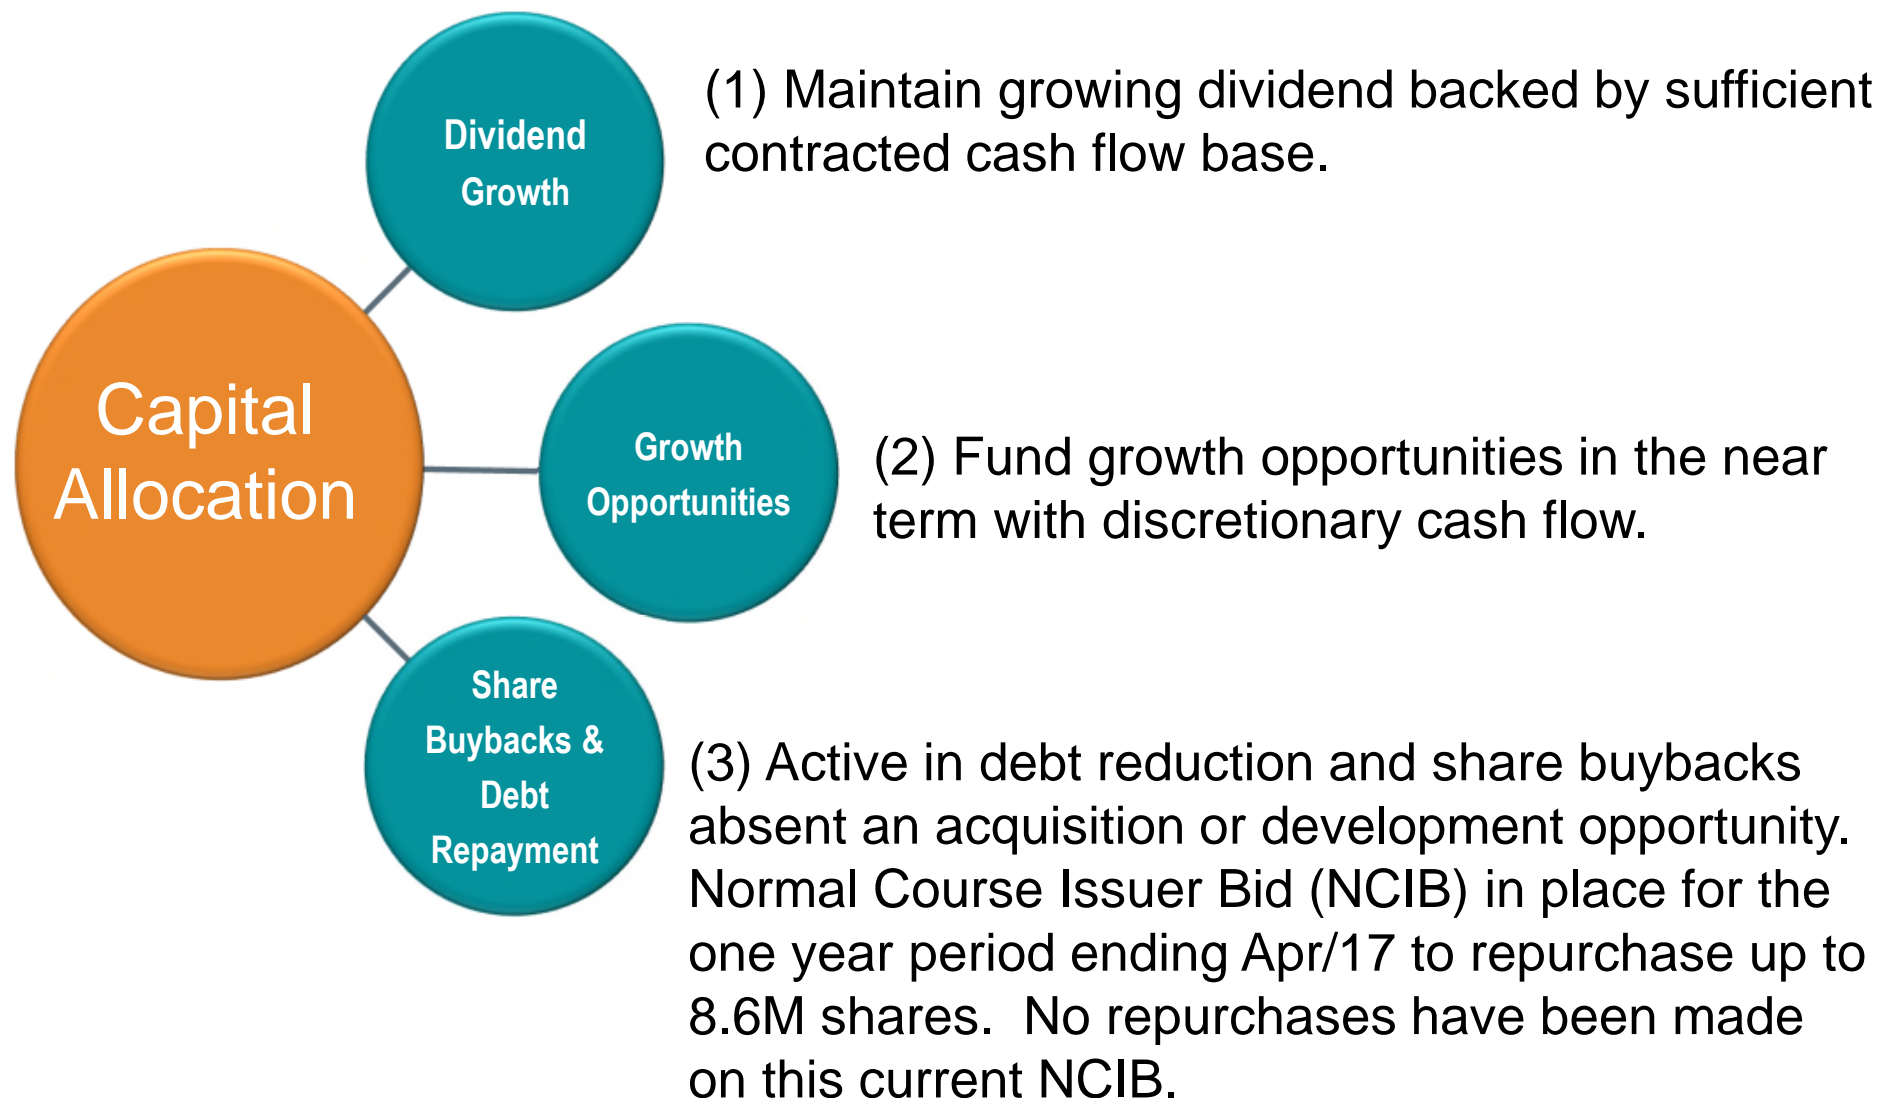 Capital
Allocation
Dividend
Growth
(1) Maintain growing dividend backed by sufficient
contracted cash flow base.
Growth
Opportunities
(2) Fund growth opportunities in the near
term with discretionary cash flow.
Share
Buybacks &
Debt
Repayment
(3) Active in debt reduction and share buybacks
absent an acquisition or development opportunity.
Normal Course Issuer Bid (NCIB) in place for the
one year period ending Apr/17 to repurchase up to
8.6M shares.  No repurchases have been made
on this current NCIB.